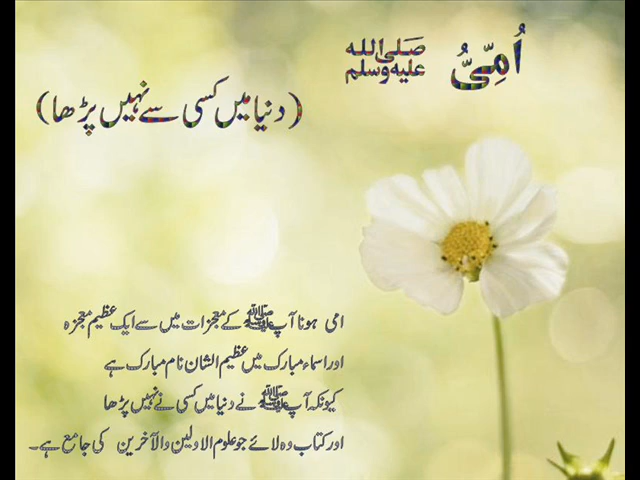 اُمِّیُّ صَلَی اللہ علیہ وسلم
(دنیا میں کسی سے نہیں پڑھا)
امی ہونا آپ ﷺ کے معجزات میں سے ایک عظیم معجزہ
اور اسماء مبارک میں عظیم الشان نام مبارک ہے
کیونکہ آپ ﷺ نے دنیا میں کسی نے نہیں پڑھا
اور کتاب وہ لائے جو علوم الاولین والآخرین کی جامع ہے۔